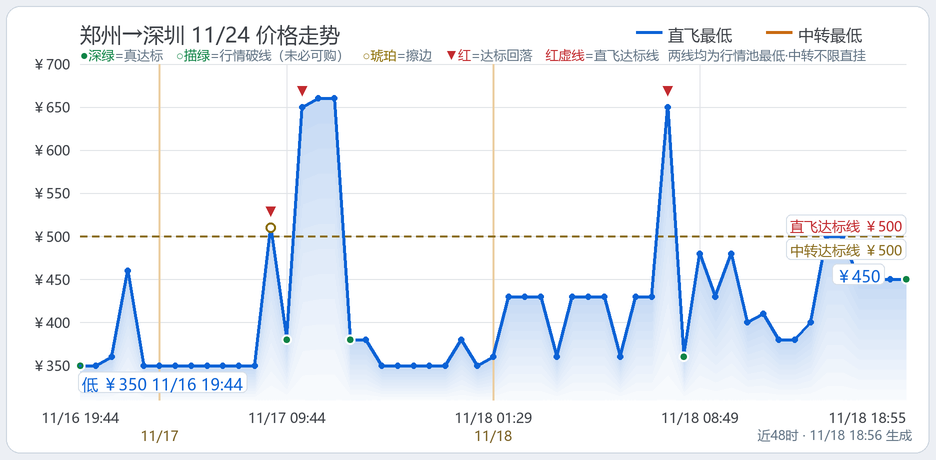 郑州→深圳 11/24 价格走势
直飞最低 中转最低
●深绿=真达标 ○描绿=行情破线（未必可购） ○琥珀=擦边 ▼红=达标回落 红虚线=直飞达标线 两线均为行情池最低·中转不限直挂
¥700
¥650
¥600
¥550
¥500
¥450
¥400
¥350
直飞达标线 ¥500
中转达标线 ¥500
¥450
低 ¥350 11/16 19:44
11/16 19:44 11/17 09:44 11/18 01:29 11/18 08:49 11/18 18:55
11/17 11/18
近48时 · 11/18 18:56 生成